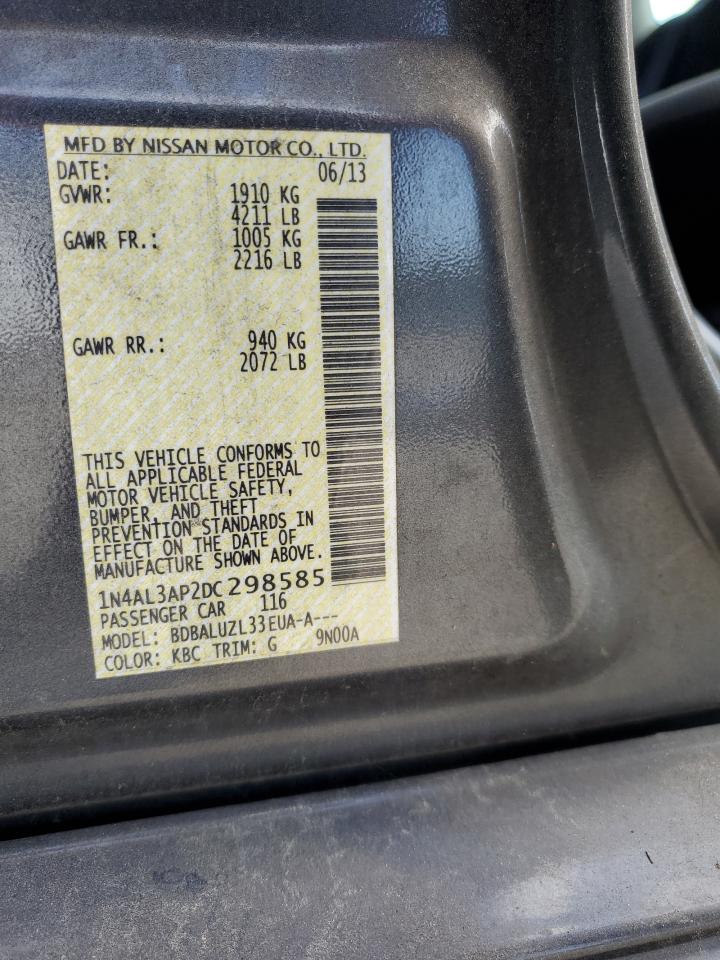 MFD BY NISSAN MOTOR CO., LTD.
DATE: 06/13
GVWR: 1910 KG
4211 LB
GAWR FR.: 1005 KG
2216 LB
GAWR RR.: 940 KG
2072 LB
THIS VEHICLE CONFORMS TO
ALL APPLICABLE FEDERAL
MOTOR VEHICLE SAFETY,
BUMPER, AND THEFT
PREVENTION STANDARDS IN
EFFECT ON THE DATE OF
MANUFACTURE SHOWN ABOVE.
1N4AL3AP2DC298585
PASSENGER CAR 116
MODEL: BDBALUZL33EUA-A---
COLOR: KBC TRIM: G 9N00A